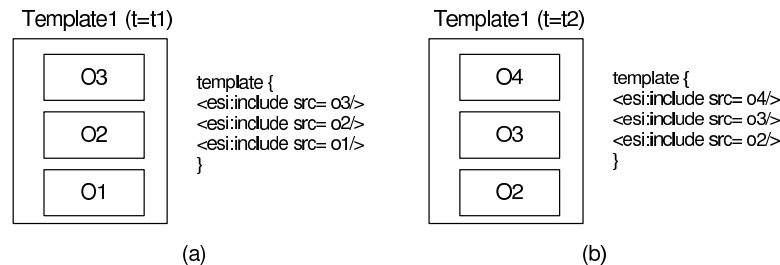 Template1 (t=t1)
O3
O2
O1
template {
<esi:include src= o3/>
<esi:include src= o2/>
<esi:include src= o1/>
}
(a)
Template1 (t=t2)
O4
O3
O2
template {
<esi:include src= o4/>
<esi:include src= o3/>
<esi:include src= o2/>
}
(b)